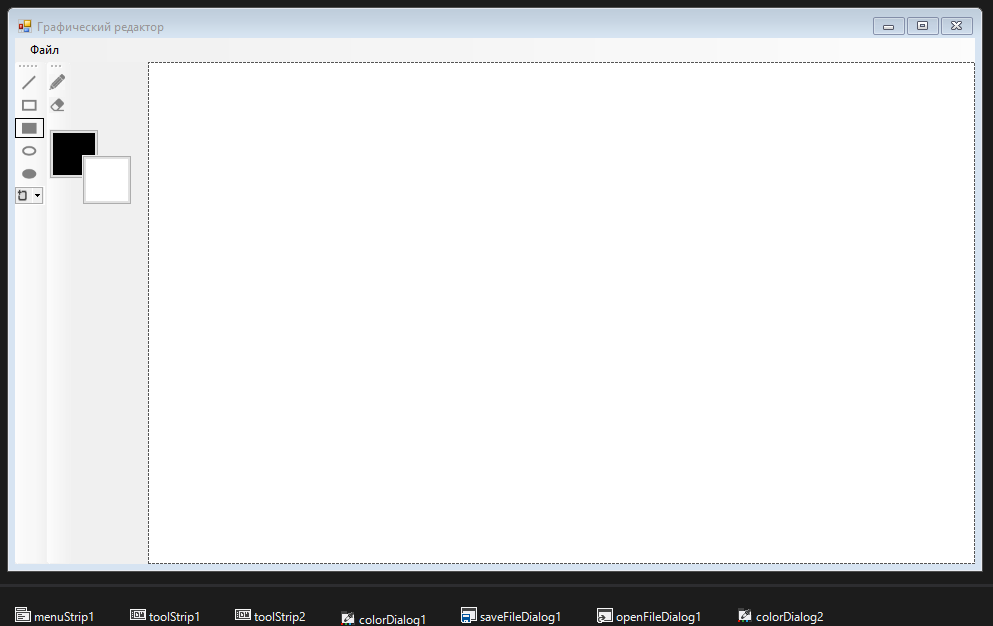 Графический редактор
Файл
menuStrip1 toolStrip1 toolStrip2 colorDialog1 saveFileDialog1 openFileDialog1 colorDialog2